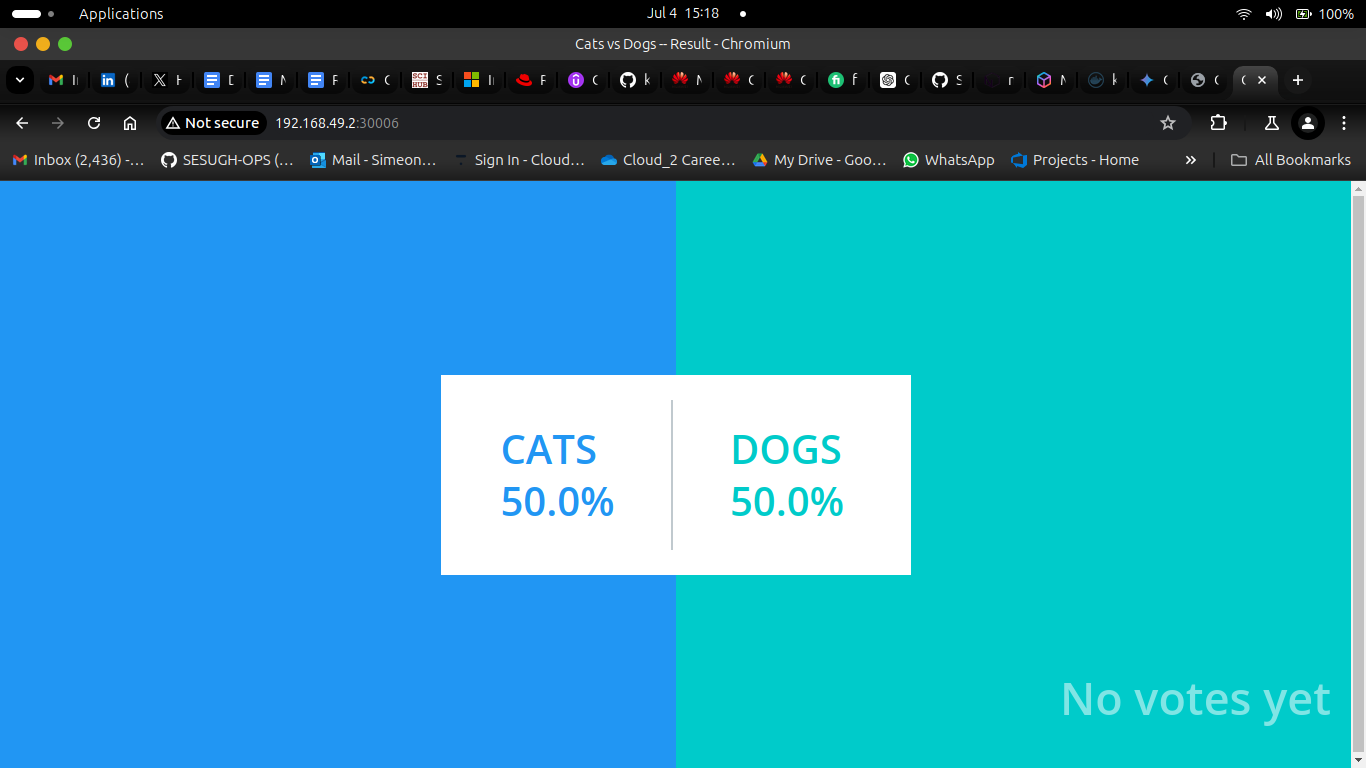 Applications
Jul 4 15:18
100%
Cats vs Dogs -- Result - Chromium
Not secure
192.168.49.2:30006
Inbox (2,436) -...
SESUGH-OPS (...
Mail - Simeon...
Sign In - Cloud...
Cloud_2 Caree...
My Drive - Goo...
WhatsApp
Projects - Home
All Bookmarks
CATS
50.0%
DOGS
50.0%
No votes yet